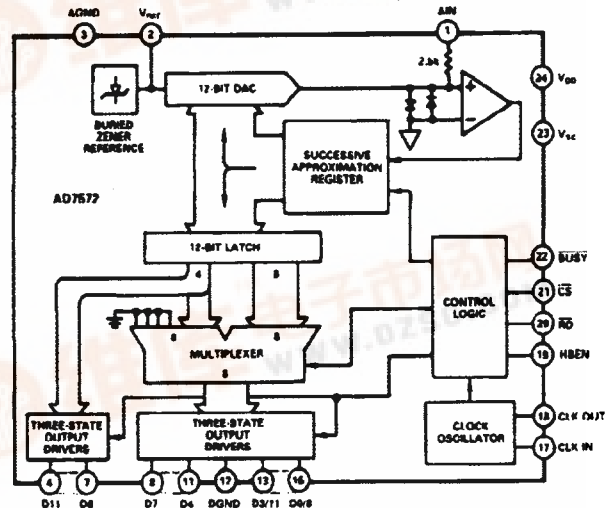 AGND
VREF
AIN
3
2
1
2.5k
24
VDD
12-BIT DAC
+
−
BURIED
ZENER
REFERENCE
23
SUCCESSIVE
APPROXIMATION
REGISTER
AD7572
12-BIT LATCH
4
8
CONTROL
LOGIC
22
BUSY
21
CS
20
RD
19
HBEN
8
8
MULTIPLEXER
8
THREE-STATE
OUTPUT
DRIVERS
THREE-STATE
OUTPUT
DRIVERS
CLOCK
OSCILLATOR
18
CLK OUT
17
CLK IN
4
7
8
11
12
13
16
D11
D8
D7
D4
DGND
D3/11
D0/8